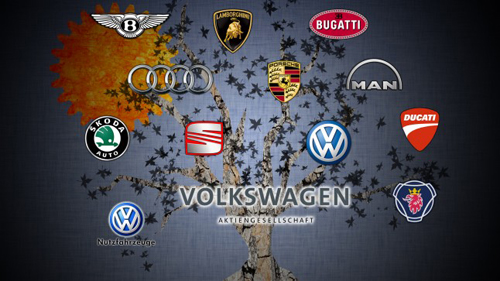 B
LAMBORGHINI
BUGATTI
PORSCHE
MAN
SKODA
AUTO
DUCATI
VOLKSWAGEN
AKTIENGESELLSCHAFT
Nutzfahrzeuge